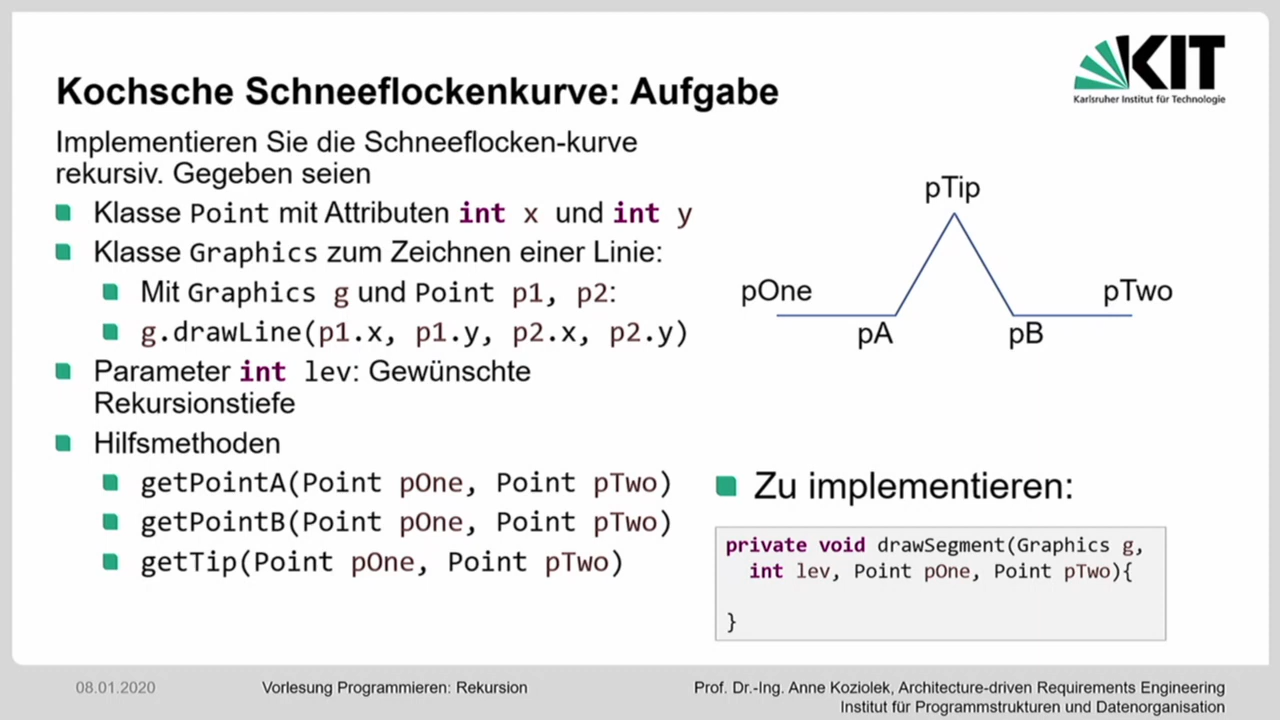 KIT
Karlsruher Institut für Technologie
Kochsche Schneeflockenkurve: Aufgabe
Implementieren Sie die Schneeflocken-kurve
rekursiv. Gegeben seien
Klasse Point mit Attributen int x und int y
Klasse Graphics zum Zeichnen einer Linie:
Mit Graphics g und Point p1, p2:
g.drawLine(p1.x, p1.y, p2.x, p2.y)
Parameter int lev: Gewünschte
Rekursionstiefe
Hilfsmethoden
getPointA(Point pOne, Point pTwo)
getPointB(Point pOne, Point pTwo)
getTip(Point pOne, Point pTwo)
pTip
pOne
pTwo
pA
pB
Zu implementieren:
private void drawSegment(Graphics g,
int lev, Point pOne, Point pTwo){
}
08.01.2020
Vorlesung Programmieren: Rekursion
Prof. Dr.-Ing. Anne Koziolek, Architecture-driven Requirements Engineering
Institut für Programmstrukturen und Datenorganisation